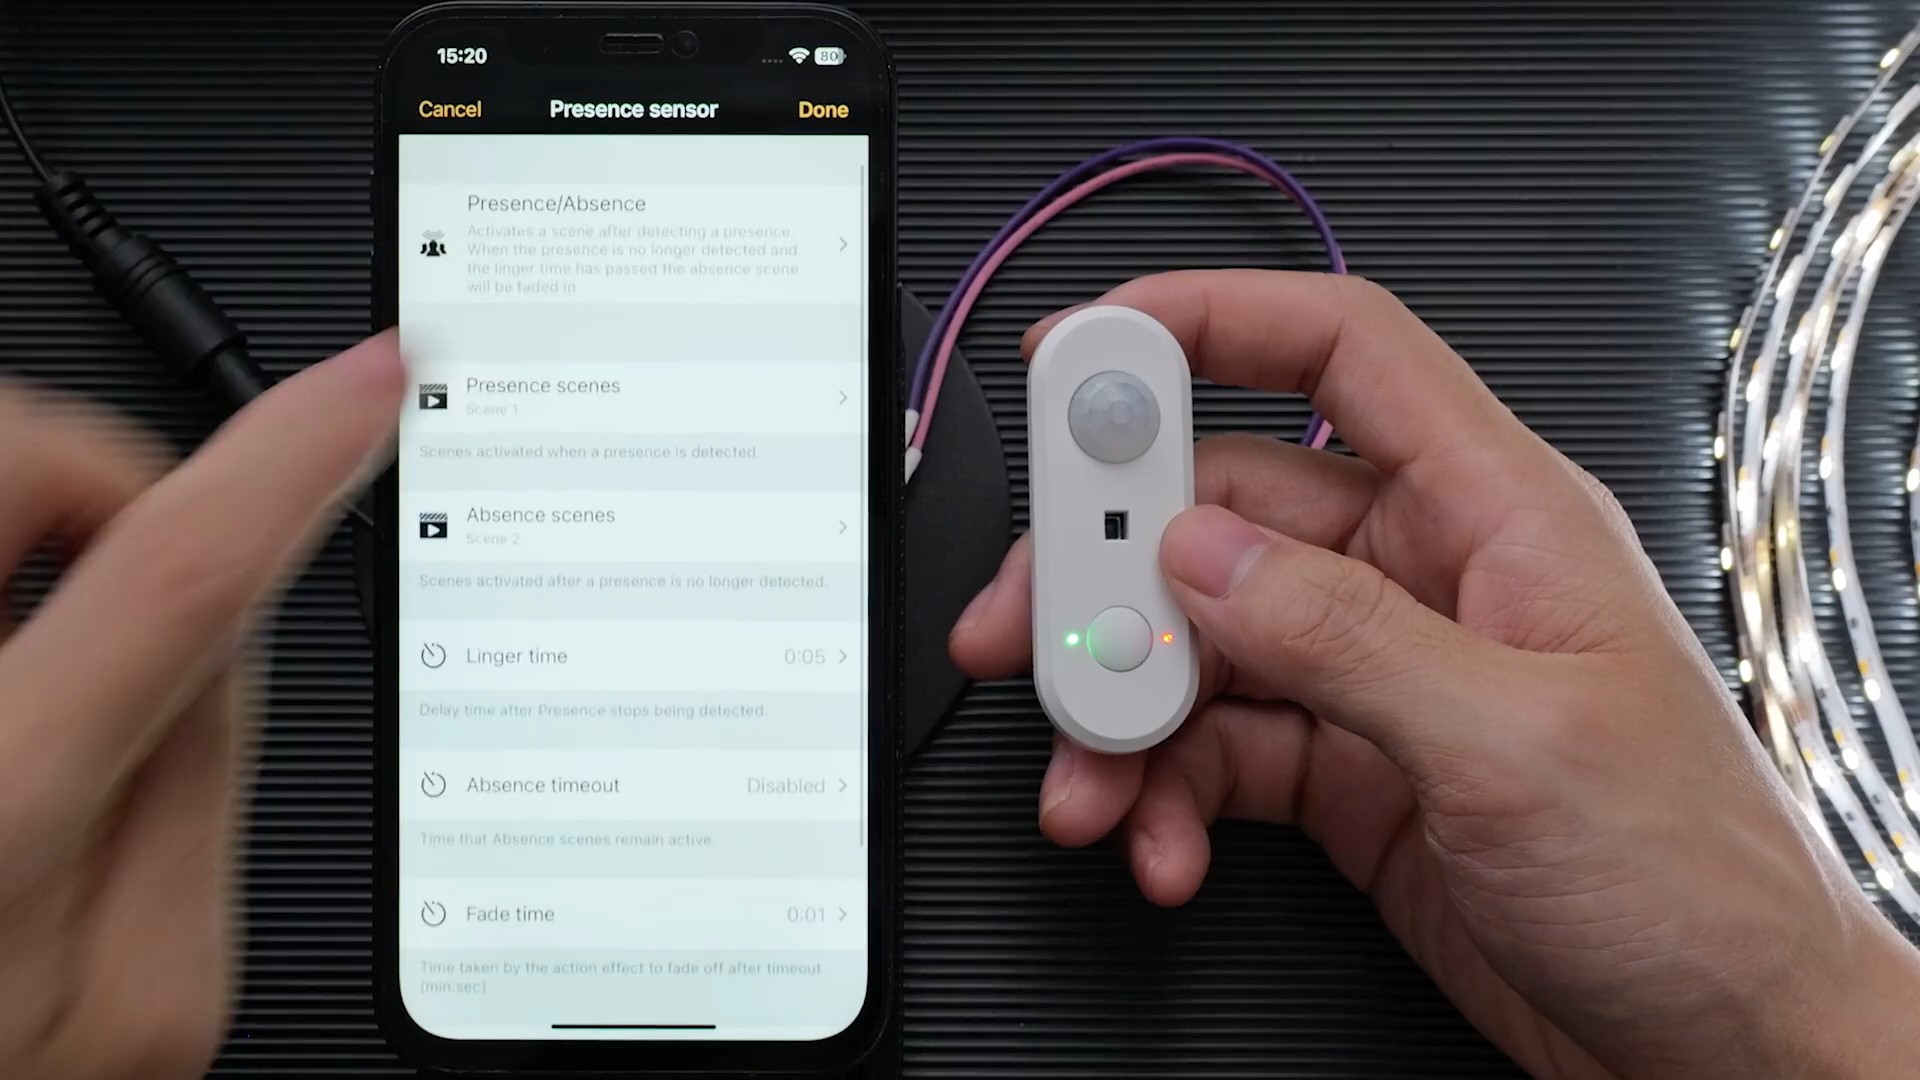 15:20
80
Cancel
Presence sensor
Done
Presence/Absence
Activates a scene after detecting a presence.
When the presence is no longer detected and
the linger time has passed the absence scene
will be faded in
Presence scenes
Scene 1
Scenes activated when a presence is detected.
Absence scenes
Scene 2
Scenes activated after a presence is no longer detected.
Linger time
0:05
Delay time after Presence stops being detected.
Absence timeout
Disabled
Time that Absence scenes remain active.
Fade time
0:01
Time taken by the action effect to fade off after timeout
(min:sec)